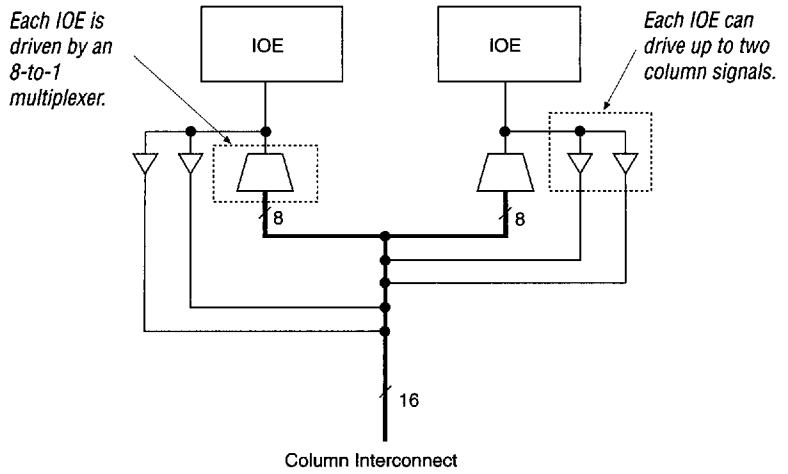 Each IOE is
driven by an
8-to-1
multiplexer.
IOE
IOE
Each IOE can
drive up to two
column signals.
8
8
16
Column Interconnect